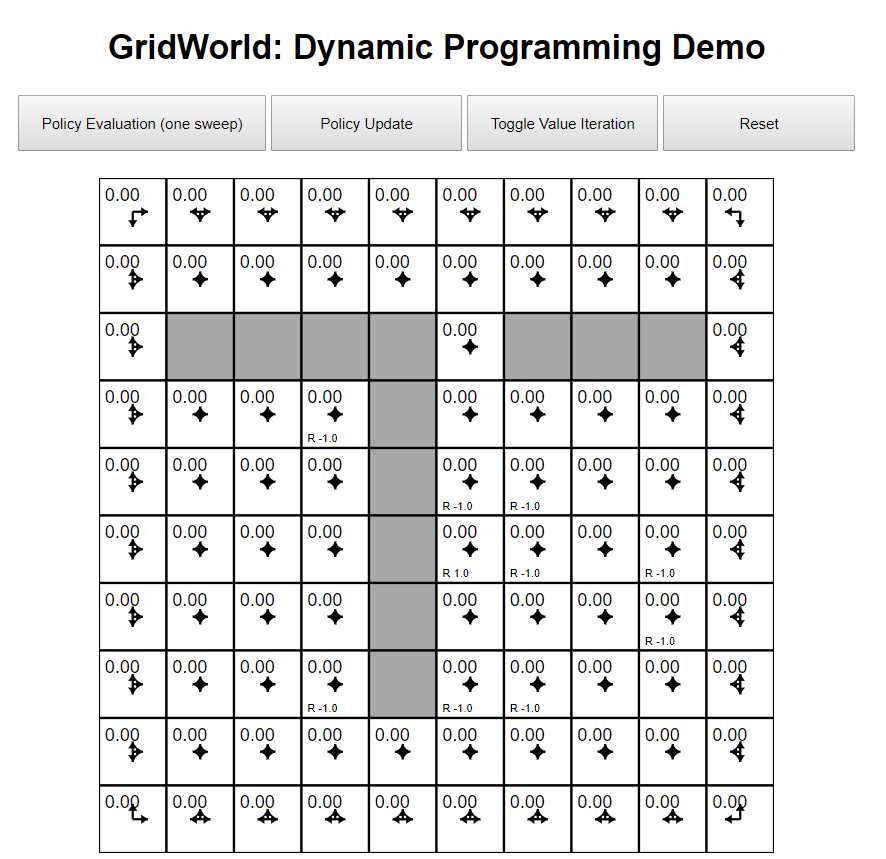 GridWorld: Dynamic Programming Demo
Policy Evaluation (one sweep) Policy Update Toggle Value Iteration Reset
0.00 0.00 0.00 0.00 0.00 0.00 0.00 0.00 0.00 0.00
0.00 0.00 0.00 0.00 0.00 0.00 0.00 0.00 0.00 0.00
0.00 0.00 0.00
0.00 0.00 0.00 0.00 0.00 0.00 0.00 0.00 0.00
R -1.0
0.00 0.00 0.00 0.00 0.00 0.00 0.00 0.00 0.00
R -1.0 R -1.0
0.00 0.00 0.00 0.00 0.00 0.00 0.00 0.00 0.00
R 1.0 R -1.0 R -1.0
0.00 0.00 0.00 0.00 0.00 0.00 0.00 0.00 0.00
R -1.0
0.00 0.00 0.00 0.00 0.00 0.00 0.00 0.00 0.00
R -1.0 R -1.0 R -1.0
0.00 0.00 0.00 0.00 0.00 0.00 0.00 0.00 0.00 0.00
0.00 0.00 0.00 0.00 0.00 0.00 0.00 0.00 0.00 0.00